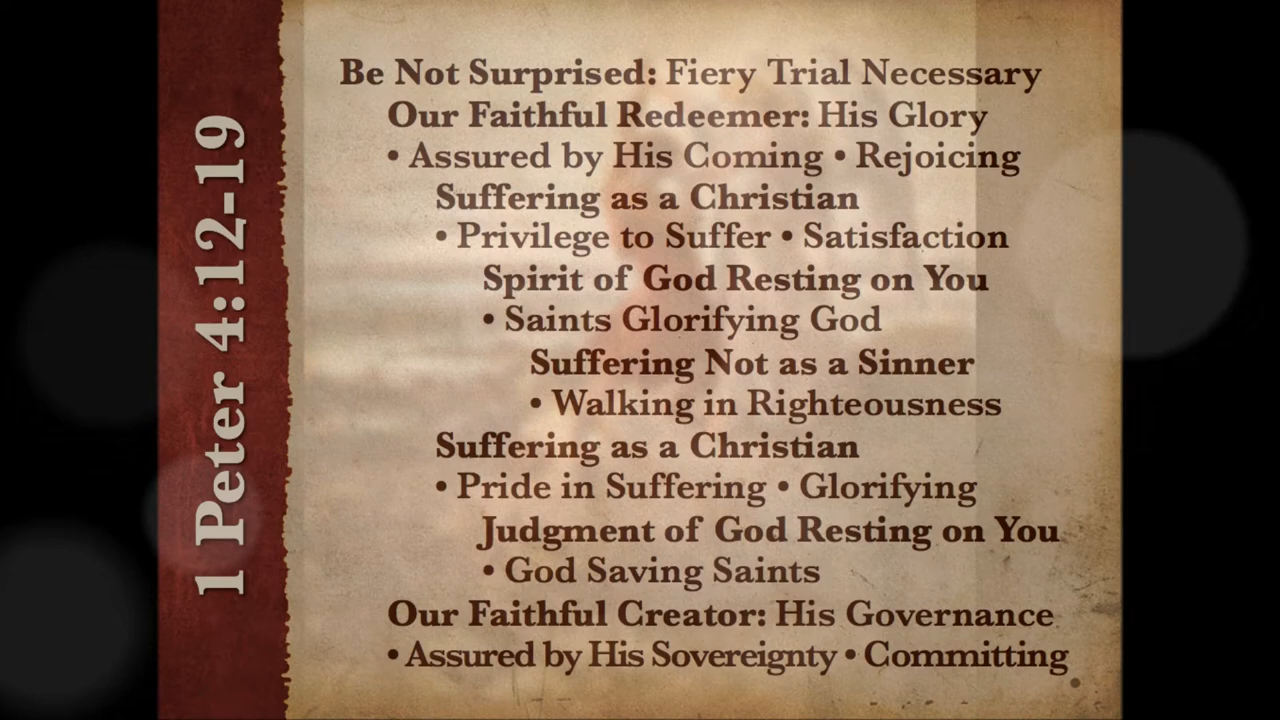 1 Peter 4:12-19
Be Not Surprised: Fiery Trial Necessary
Our Faithful Redeemer: His Glory
• Assured by His Coming • Rejoicing
Suffering as a Christian
• Privilege to Suffer • Satisfaction
Spirit of God Resting on You
• Saints Glorifying God
Suffering Not as a Sinner
• Walking in Righteousness
Suffering as a Christian
• Pride in Suffering • Glorifying
Judgment of God Resting on You
• God Saving Saints
Our Faithful Creator: His Governance
• Assured by His Sovereignty • Committing